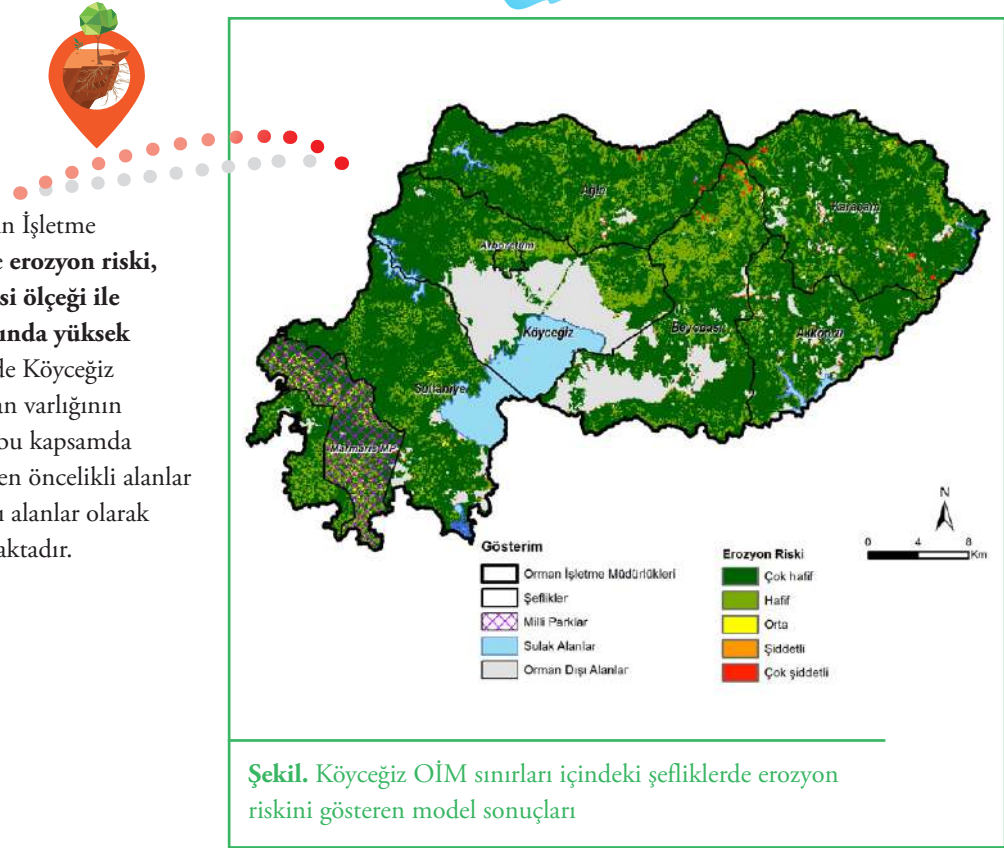 n İşletme
e erozyon riski,
si ölçeği ile
ında yüksek
de Köyceğiz
an varlığının
bu kapsamda
en öncelikli alanlar
ı alanlar olarak
aktadır.
Ağla
Karaçam
Arboretum
Köyceğiz
Beyobası
Akköprü
Sultaniye
Marmaris MP
Gösterim
Orman İşletme Müdürlükleri
Şeflikler
Milli Parklar
Sulak Alanlar
Orman Dışı Alanlar
Erozyon Riski
Çok hafif
Hafif
Orta
Şiddetli
Çok şiddetli
N
0 4 8
Km
Şekil. Köyceğiz OİM sınırları içindeki şefliklerde erozyon
riskini gösteren model sonuçları